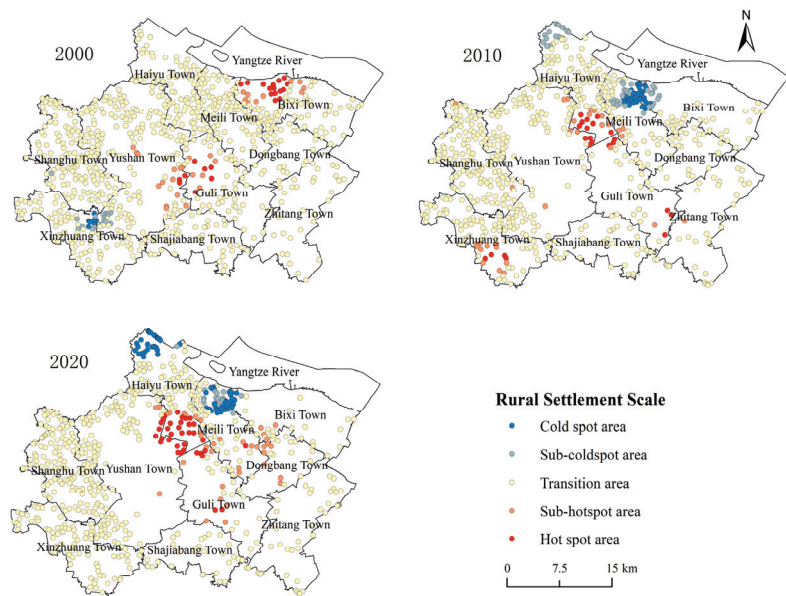 2000
Haiyu Town
Yangtze River
Bixi Town
Meili Town
Shanghu Town
Yushan Town
Dongbang Town
Guli Town
Zhitang Town
Xinzhuang Town
Shajiabang Town
2010
N
Yangtze River
Haiyu Town
Bixi Town
Meili Town
Dongbang Town
Shanghu Town
Yushan Town
Guli Town
Zhitang Town
Xinzhuang Town
Shajiabang Town
2020
Yangtze River
Haiyu Town
Bixi Town
Meili Town
Shanghu Town
Yushan Town
Dongbang Town
Guli Town
Zhitang Town
Xinzhuang Town
Shajiabang Town
Rural Settlement Scale
Cold spot area
Sub-coldspot area
Transition area
Sub-hotspot area
Hot spot area
0 7.5 15 km